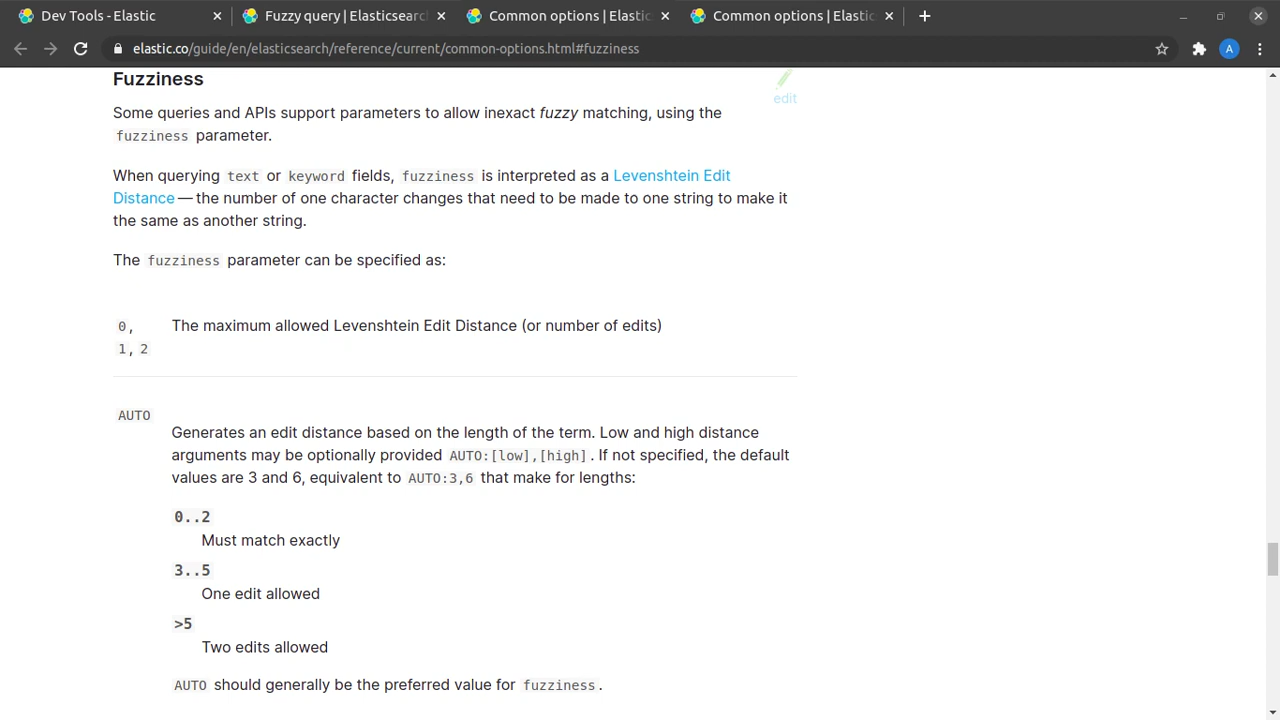 Dev Tools - Elastic
Fuzzy query | Elasticsearch
Common options | Elastic
Common options | Elastic
elastic.co/guide/en/elasticsearch/reference/current/common-options.html#fuzziness
A
Fuzziness
edit
Some queries and APIs support parameters to allow inexact fuzzy matching, using the
fuzziness parameter.
When querying text or keyword fields, fuzziness is interpreted as a Levenshtein Edit
Distance — the number of one character changes that need to be made to one string to make it
the same as another string.
The fuzziness parameter can be specified as:
0, The maximum allowed Levenshtein Edit Distance (or number of edits)
1, 2
AUTO
Generates an edit distance based on the length of the term. Low and high distance
arguments may be optionally provided AUTO:[low],[high]. If not specified, the default
values are 3 and 6, equivalent to AUTO:3,6 that make for lengths:
0..2
Must match exactly
3..5
One edit allowed
>5
Two edits allowed
AUTO should generally be the preferred value for fuzziness.